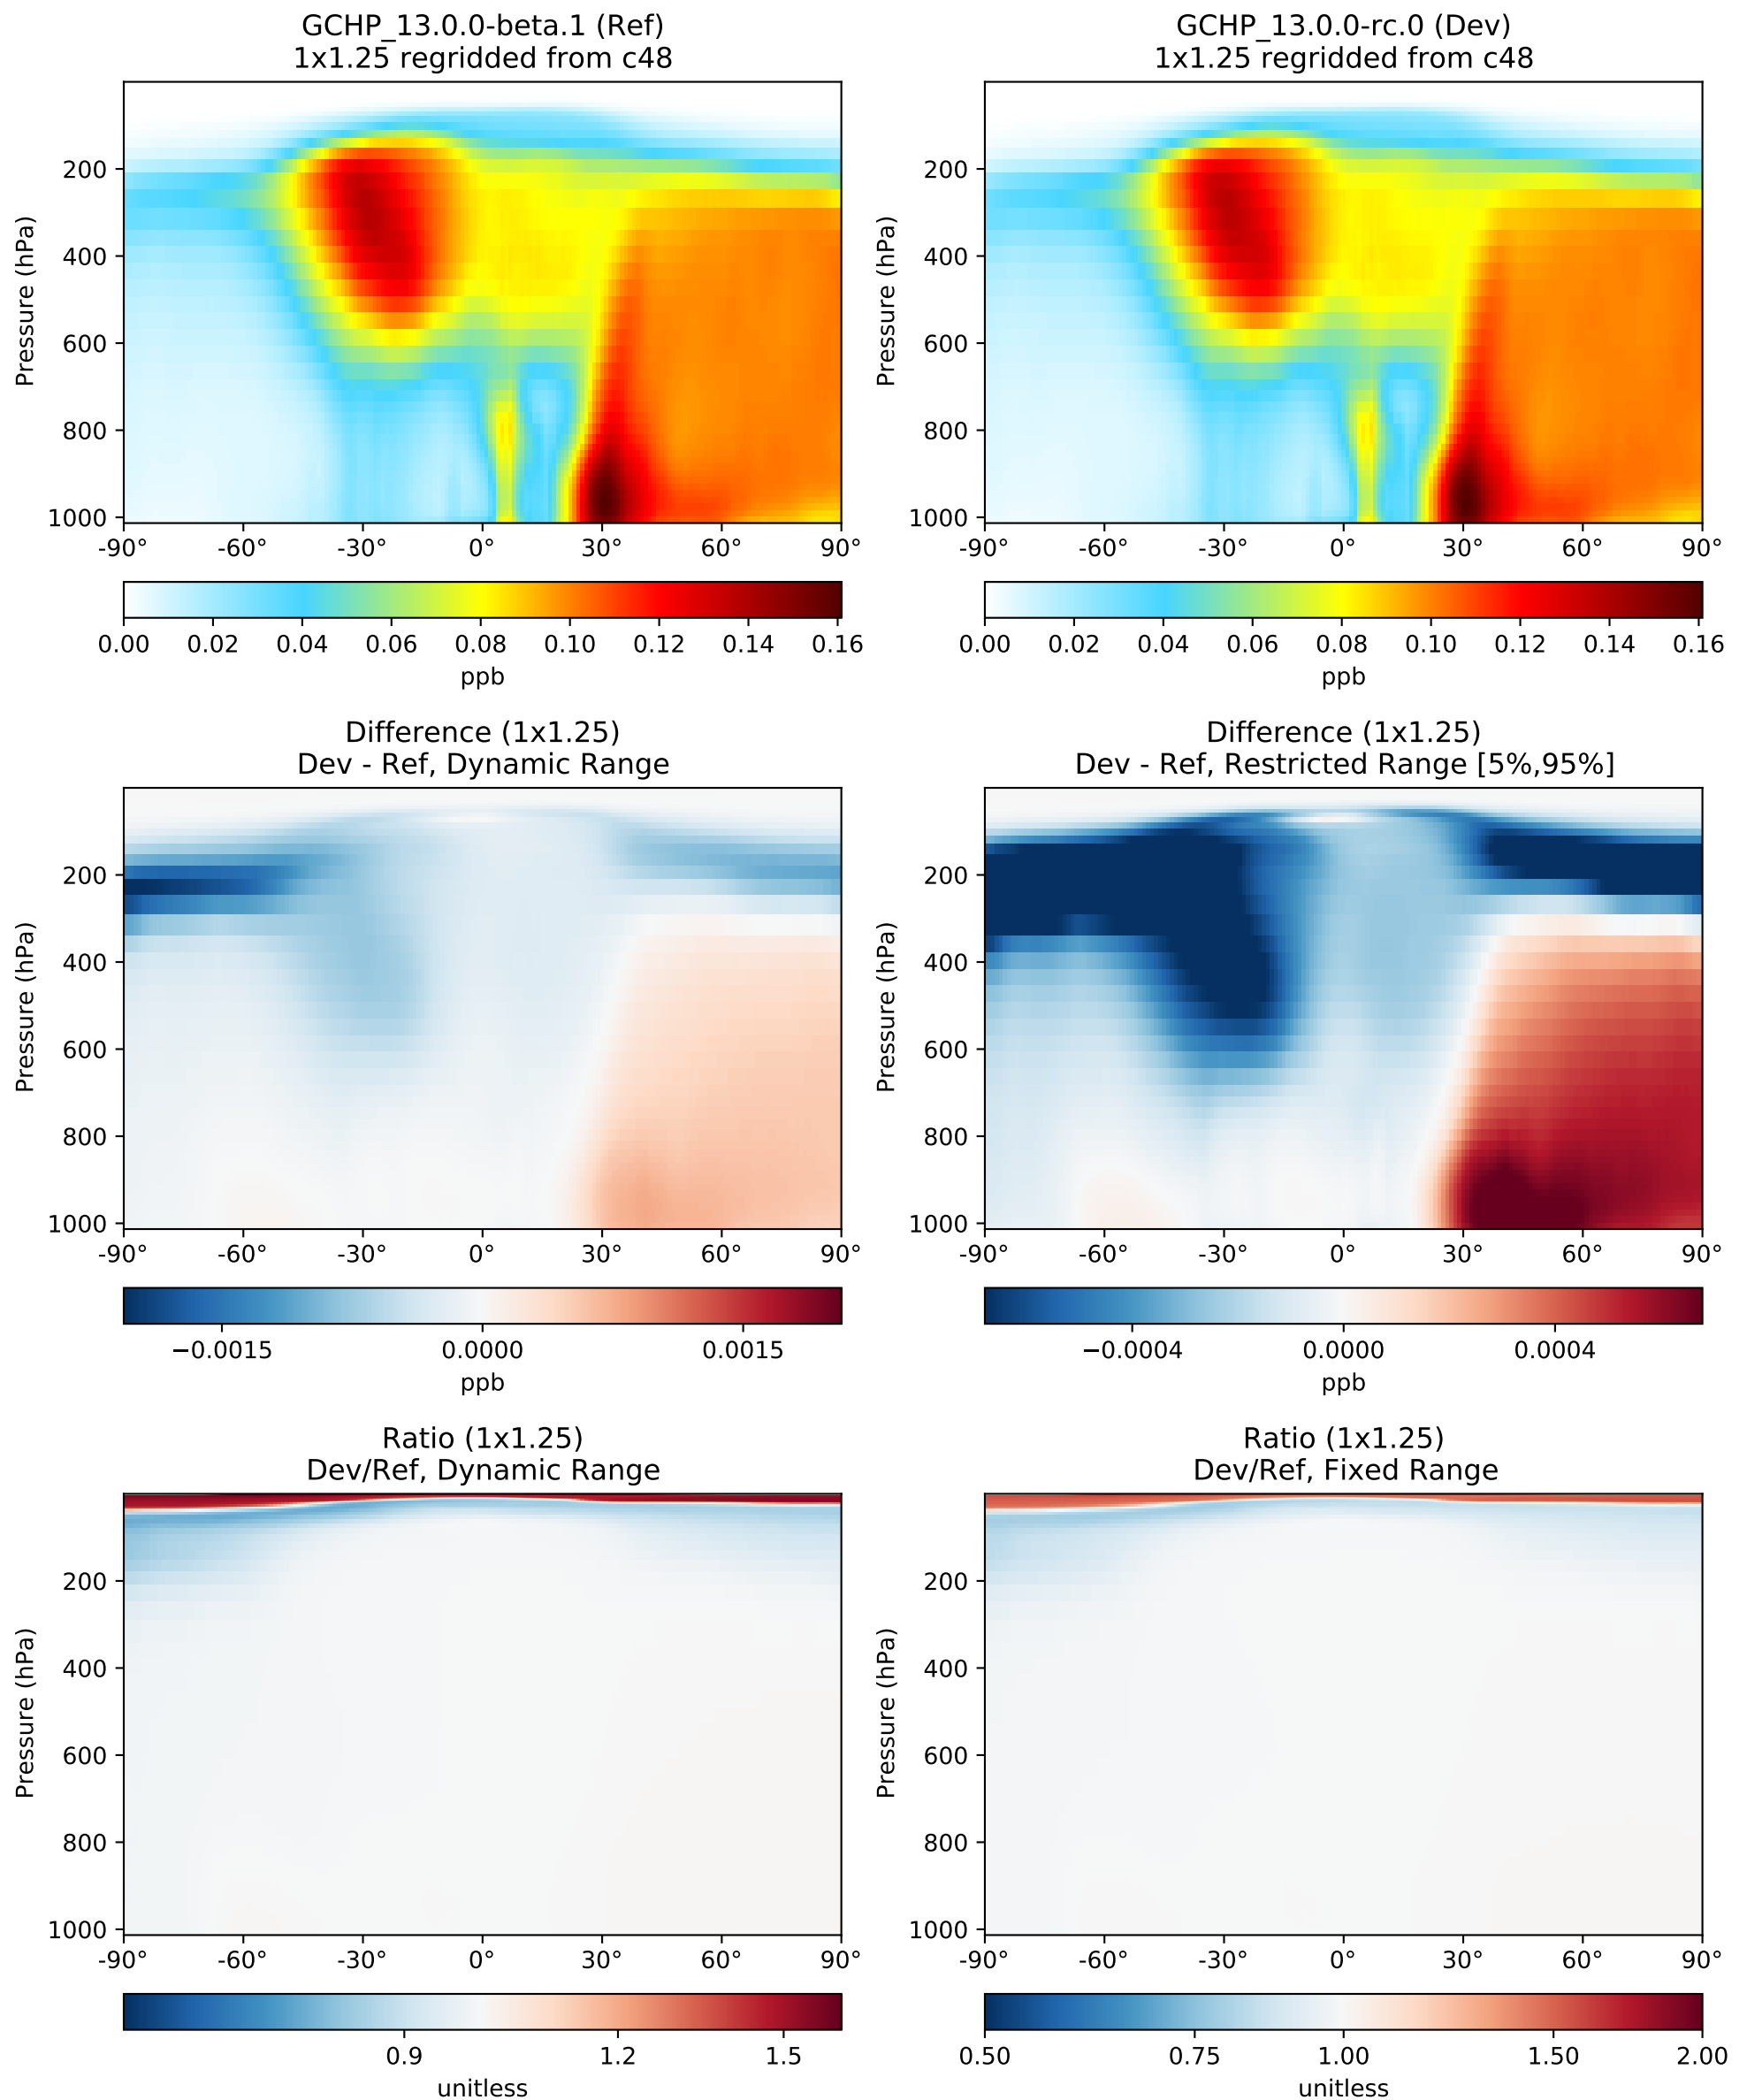 GCHP_13.0.0-beta.1 (Ref)
1x1.25 regridded from c48
Pressure (hPa)
200
400
600
800
1000
-90° -60° -30° 0° 30° 60° 90°
0.00 0.02 0.04 0.06 0.08 0.10 0.12 0.14 0.16
ppb
GCHP_13.0.0-rc.0 (Dev)
1x1.25 regridded from c48
Pressure (hPa)
200
400
600
800
1000
-90° -60° -30° 0° 30° 60° 90°
0.00 0.02 0.04 0.06 0.08 0.10 0.12 0.14 0.16
ppb
Difference (1x1.25)
Dev - Ref, Dynamic Range
Pressure (hPa)
200
400
600
800
1000
-90° -60° -30° 0° 30° 60° 90°
−0.0015 0.0000 0.0015
ppb
Difference (1x1.25)
Dev - Ref, Restricted Range [5%,95%]
Pressure (hPa)
200
400
600
800
1000
-90° -60° -30° 0° 30° 60° 90°
−0.0004 0.0000 0.0004
ppb
Ratio (1x1.25)
Dev/Ref, Dynamic Range
Pressure (hPa)
200
400
600
800
1000
-90° -60° -30° 0° 30° 60° 90°
0.9 1.2 1.5
unitless
Ratio (1x1.25)
Dev/Ref, Fixed Range
Pressure (hPa)
200
400
600
800
1000
-90° -60° -30° 0° 30° 60° 90°
0.50 0.75 1.00 1.50 2.00
unitless